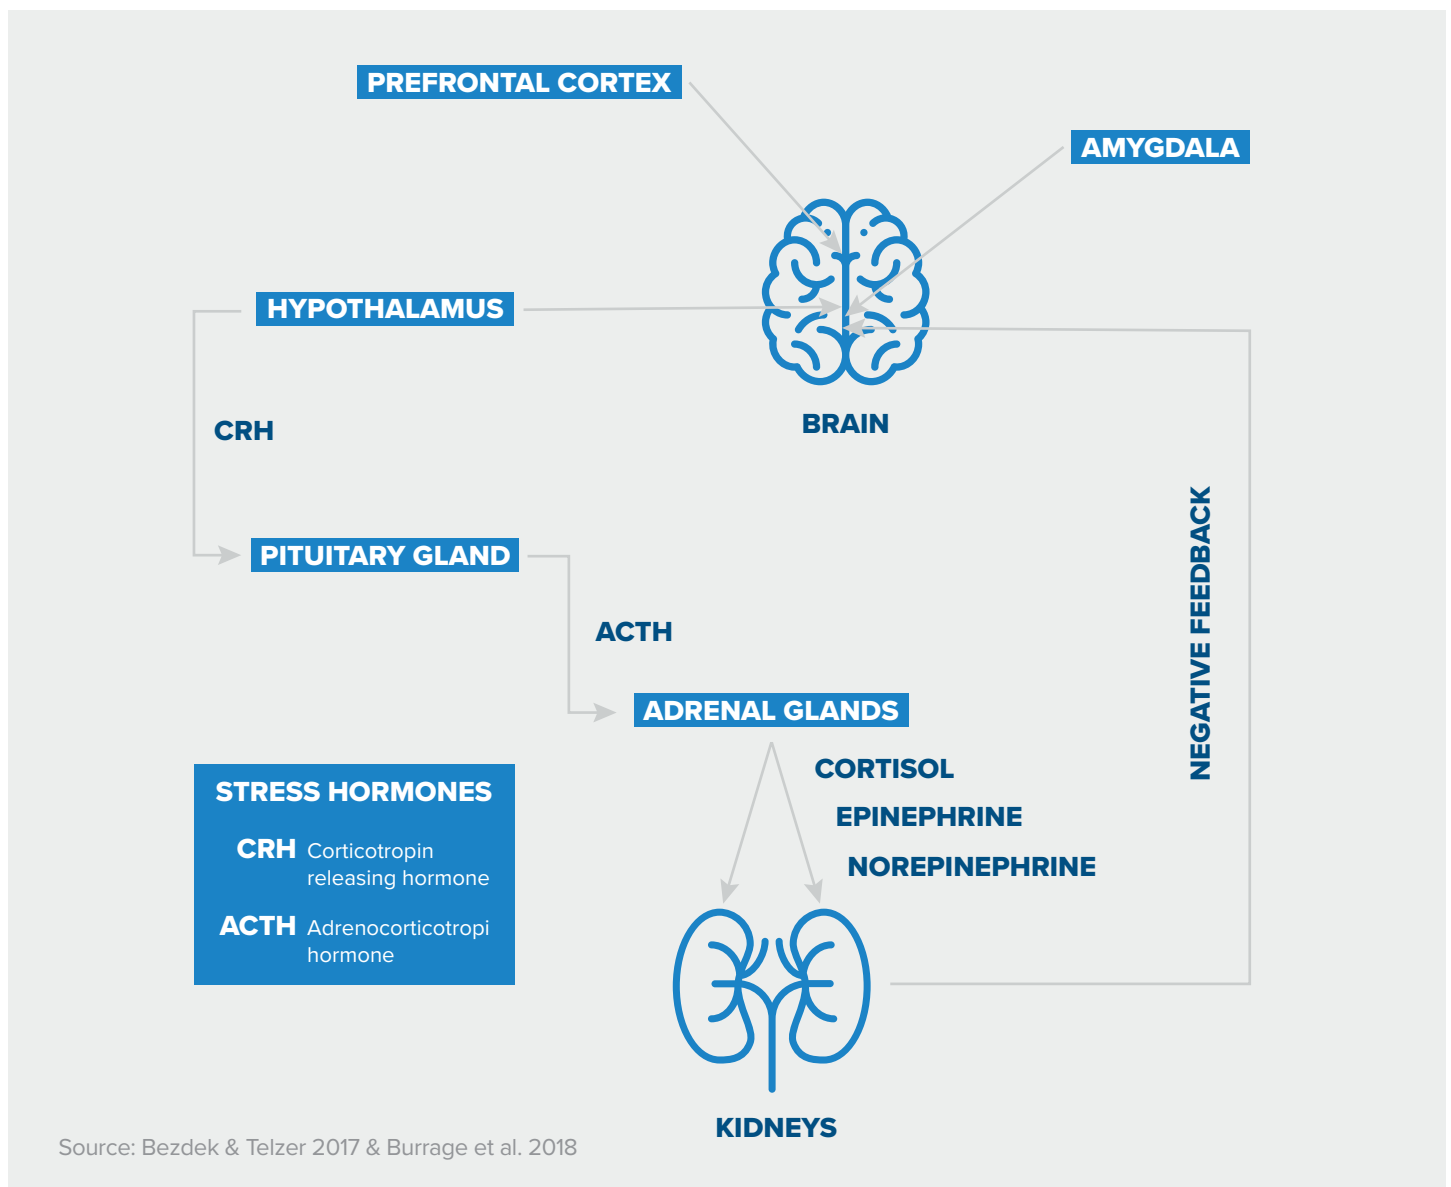 PREFRONTAL CORTEX
AMYGDALA
HYPOTHALAMUS
BRAIN
CRH
NEGATIVE FEEDBACK
PITUITARY GLAND
ACTH
ADRENAL GLANDS
CORTISOL
EPINEPHRINE
NOREPINEPHRINE
STRESS HORMONES
CRH Corticotropin
releasing hormone
ACTH Adrenocorticotropi
hormone
KIDNEYS
Source: Bezdek & Telzer 2017 & Burrage et al. 2018